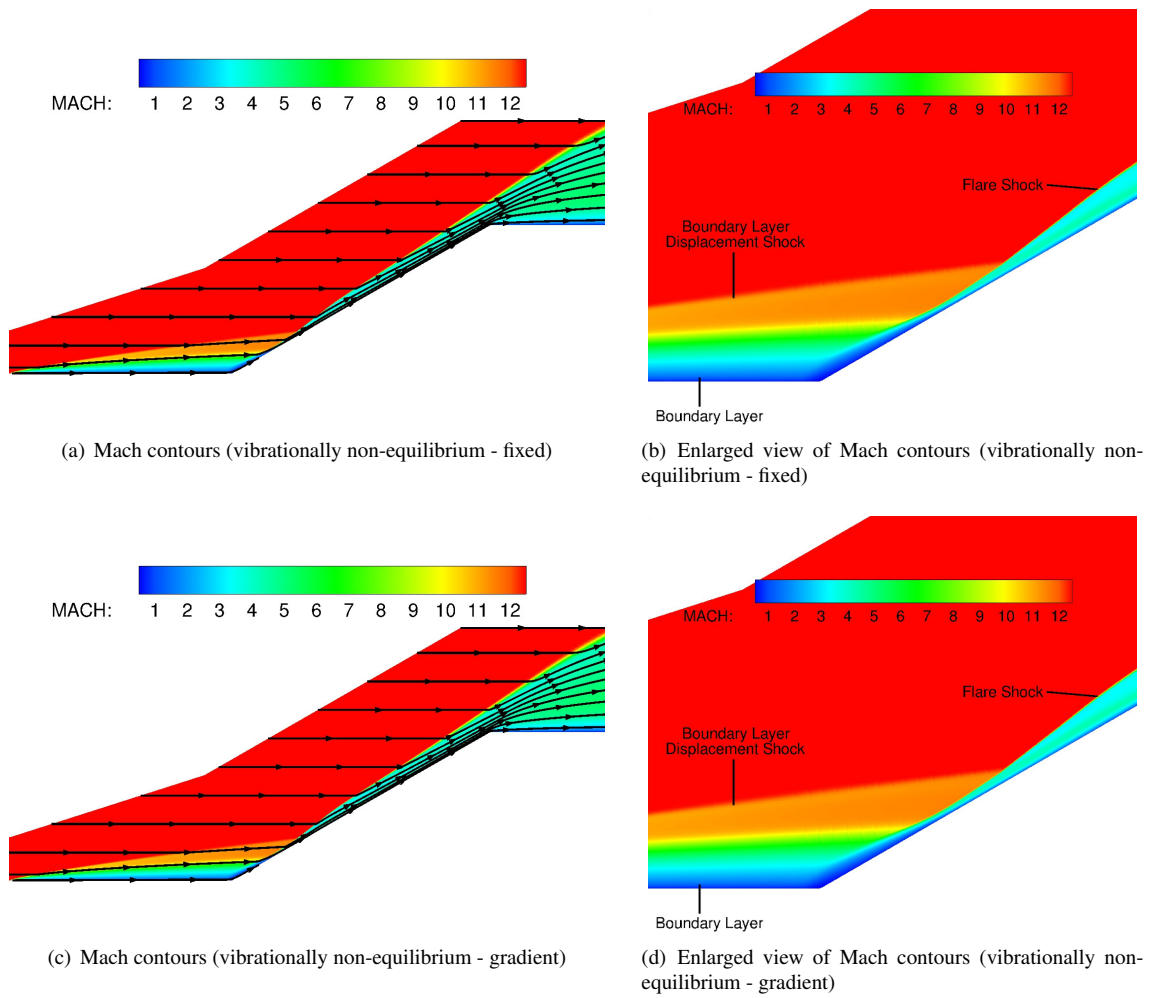 MACH: 1 2 3 4 5 6 7 8 9 10 11 12
MACH: 1 2 3 4 5 6 7 8 9 10 11 12
Flare Shock
Boundary Layer
Displacement Shock
Boundary Layer
(a) Mach contours (vibrationally non-equilibrium - fixed)
(b) Enlarged view of Mach contours (vibrationally non-
equilibrium - fixed)
MACH: 1 2 3 4 5 6 7 8 9 10 11 12
MACH: 1 2 3 4 5 6 7 8 9 10 11 12
Flare Shock
Boundary Layer
Displacement Shock
Boundary Layer
(c) Mach contours (vibrationally non-equilibrium - gradient)
(d) Enlarged view of Mach contours (vibrationally non-
equilibrium - gradient)